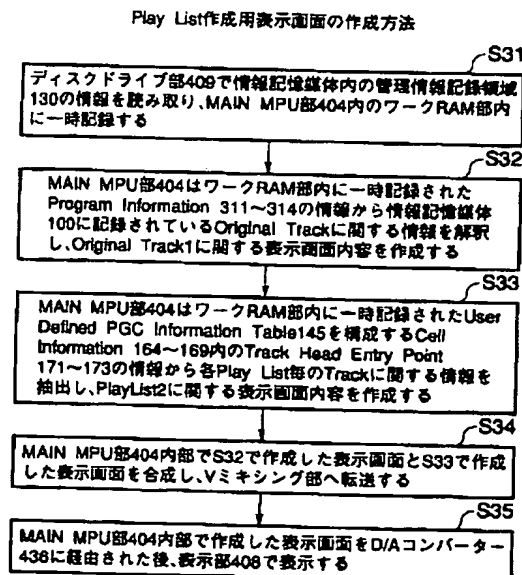 Play List作成用表示画面の作成方法
S31
ディスクドライブ部409で情報記憶媒体内の管理情報記録領域
130の情報を読み取り、MAIN MPU部404内のワークRAM部内
に一時記録する
S32
MAIN MPU部404はワークRAM部内に一時記録された
Program Information 311～314の情報から情報記憶媒体
100に記録されているOriginal Trackに関する情報を解釈
し、Original Track1に関する表示画面内容を作成する
S33
MAIN MPU部404はワークRAM部内に一時記録されたUser
Defined PGC Information Table145を構成するCell
Information 164～169内のTrack Head Entry Point
171～173の情報から各Play List毎のTrackに関する情報を
抽出し、PlayList2に関する表示画面内容を作成する
S34
MAIN MPU部404内部でS32で作成した表示画面とS33で作成
した表示画面を合成し、Vミキシング部へ転送する
S35
MAIN MPU部404内部で作成した表示画面をD/Aコンバーター
436に経由された後、表示部408で表示する